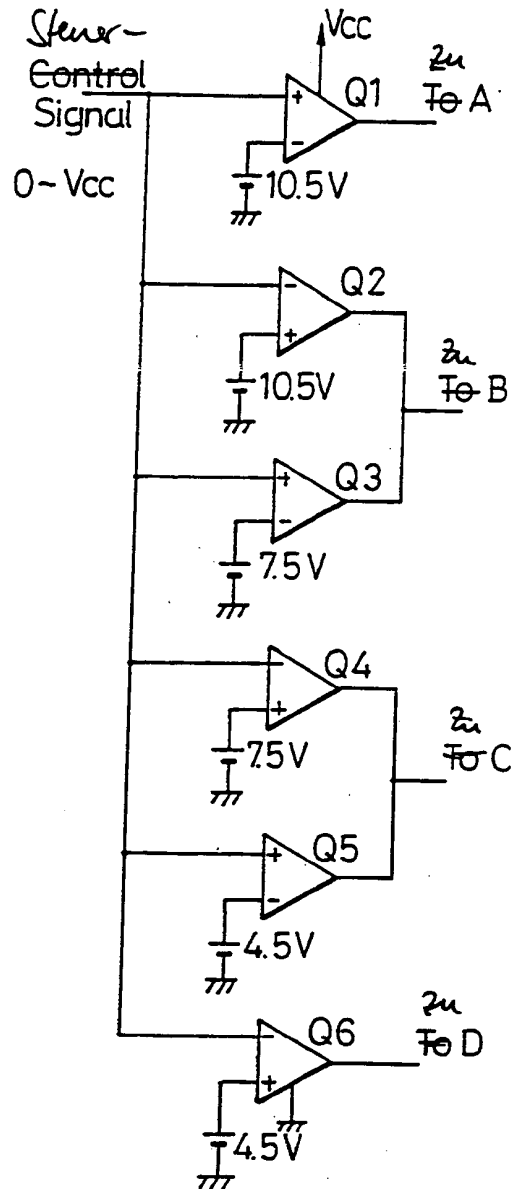 Steuer-
Control
Signal
0~Vcc
Vcc
+
-
Q1
zu
To A
10.5V
-
+
Q2
10.5V
zu
To B
+
-
Q3
7.5V
-
+
Q4
7.5V
zu
To C
+
-
Q5
4.5V
-
+
Q6
4.5V
zu
To D